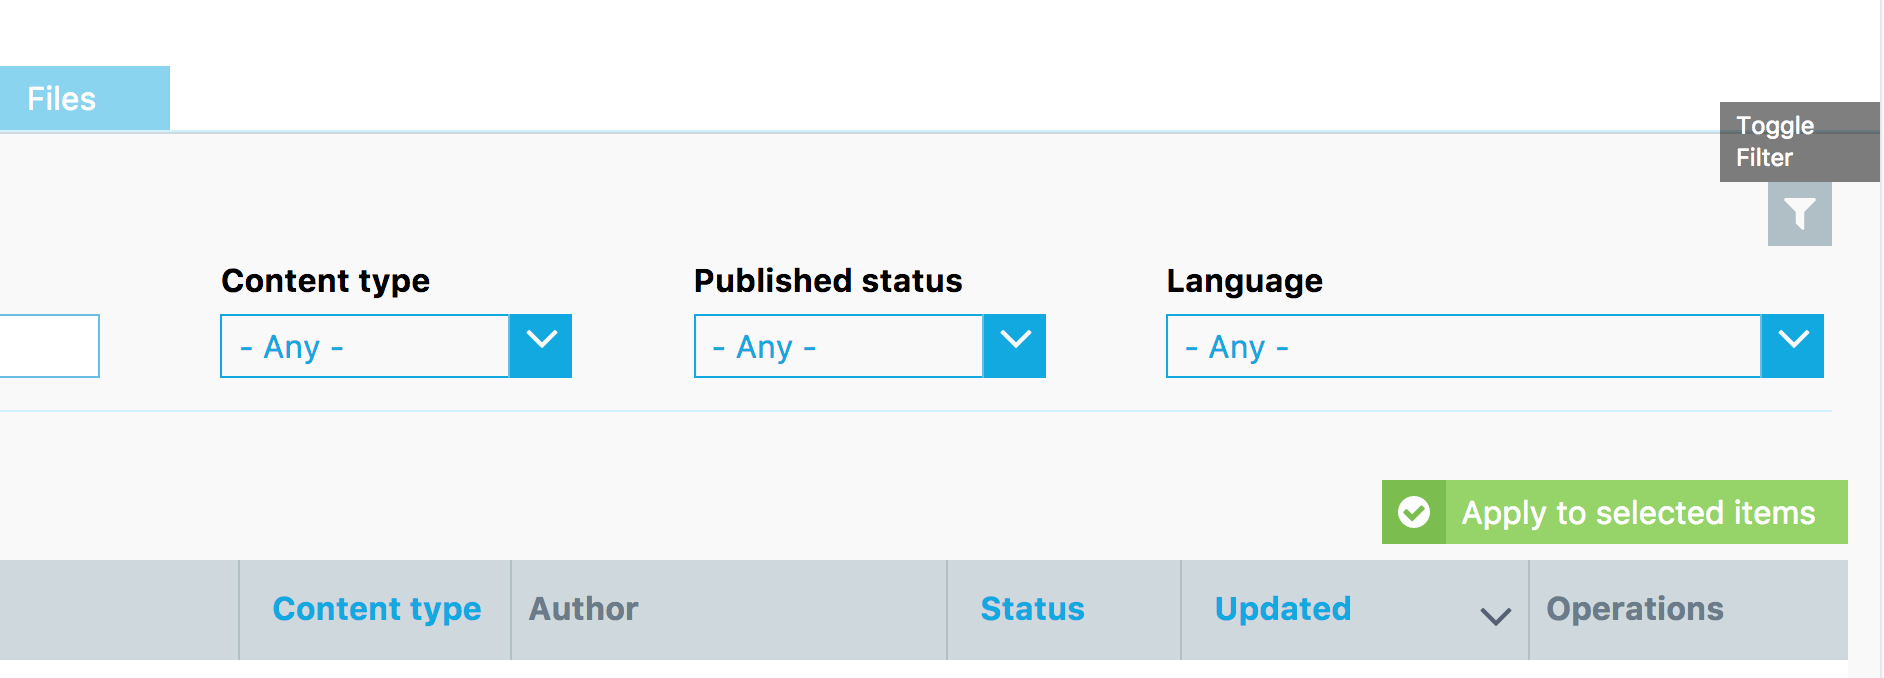 Files
Toggle
Filter
Content type
Published status
Language
- Any -
- Any -
- Any -
Apply to selected items
Content type
Author
Status
Updated
Operations